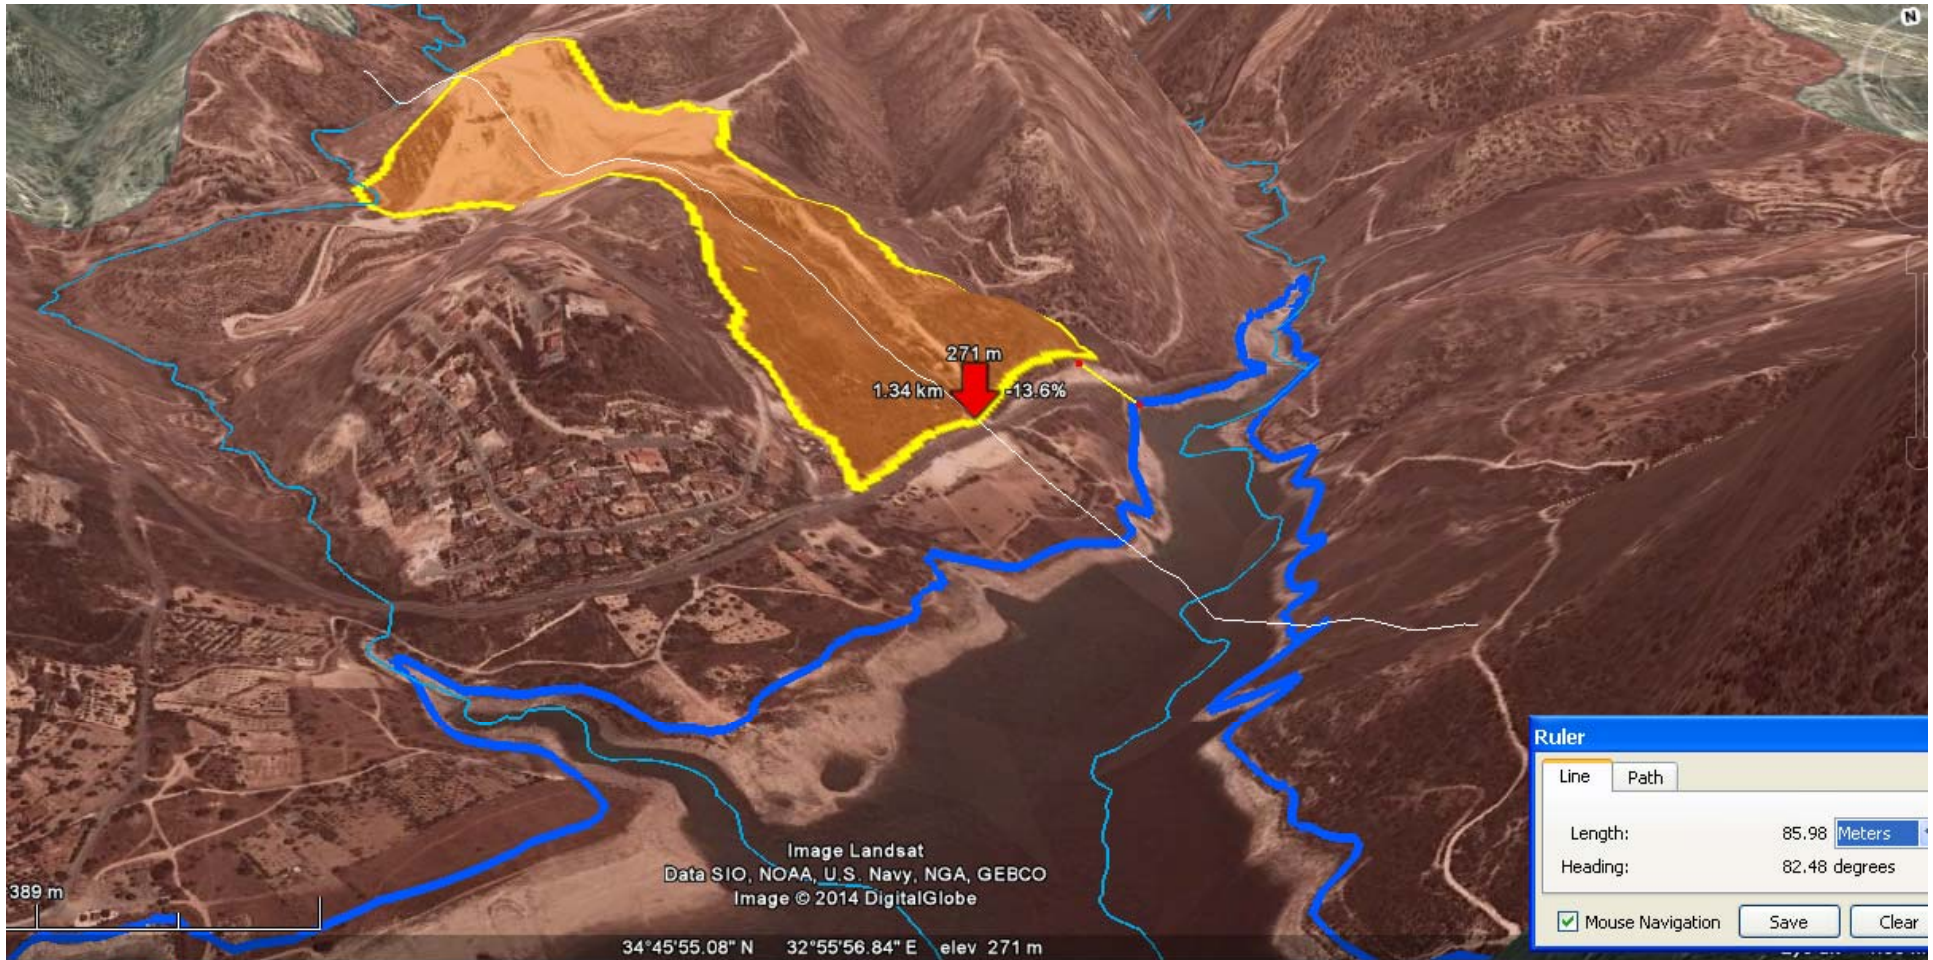 N
271 m
1.34 km
-13.6%
Ruler
Line
Path
Length:
85.98
Meters
Heading:
82.48 degrees
Mouse Navigation
Save
Clear
Image Landsat
Data SIO, NOAA, U.S. Navy, NGA, GEBCO
Image © 2014 DigitalGlobe
389 m
34°45'55.08" N 32°55'56.84" E elev 271 m